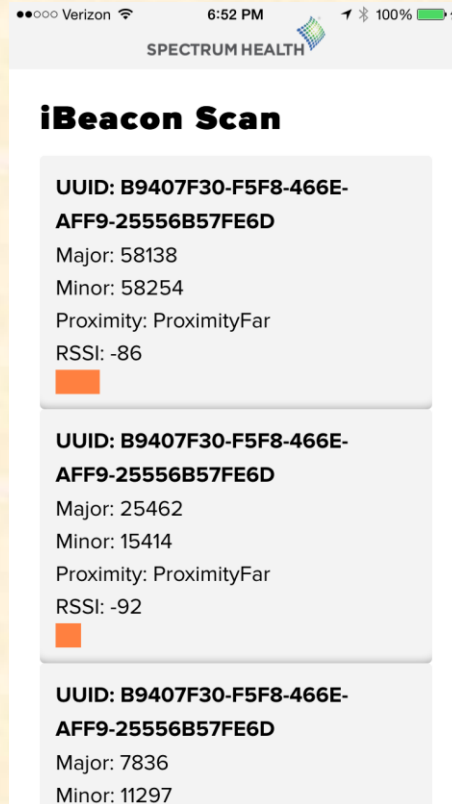 Verizon 6:52 PM 100%
SPECTRUM HEALTH
iBeacon Scan
UUID: B9407F30-F5F8-466E-
AFF9-25556B57FE6D
Major: 58138
Minor: 58254
Proximity: ProximityFar
RSSI: -86
UUID: B9407F30-F5F8-466E-
AFF9-25556B57FE6D
Major: 25462
Minor: 15414
Proximity: ProximityFar
RSSI: -92
UUID: B9407F30-F5F8-466E-
AFF9-25556B57FE6D
Major: 7836
Minor: 11297